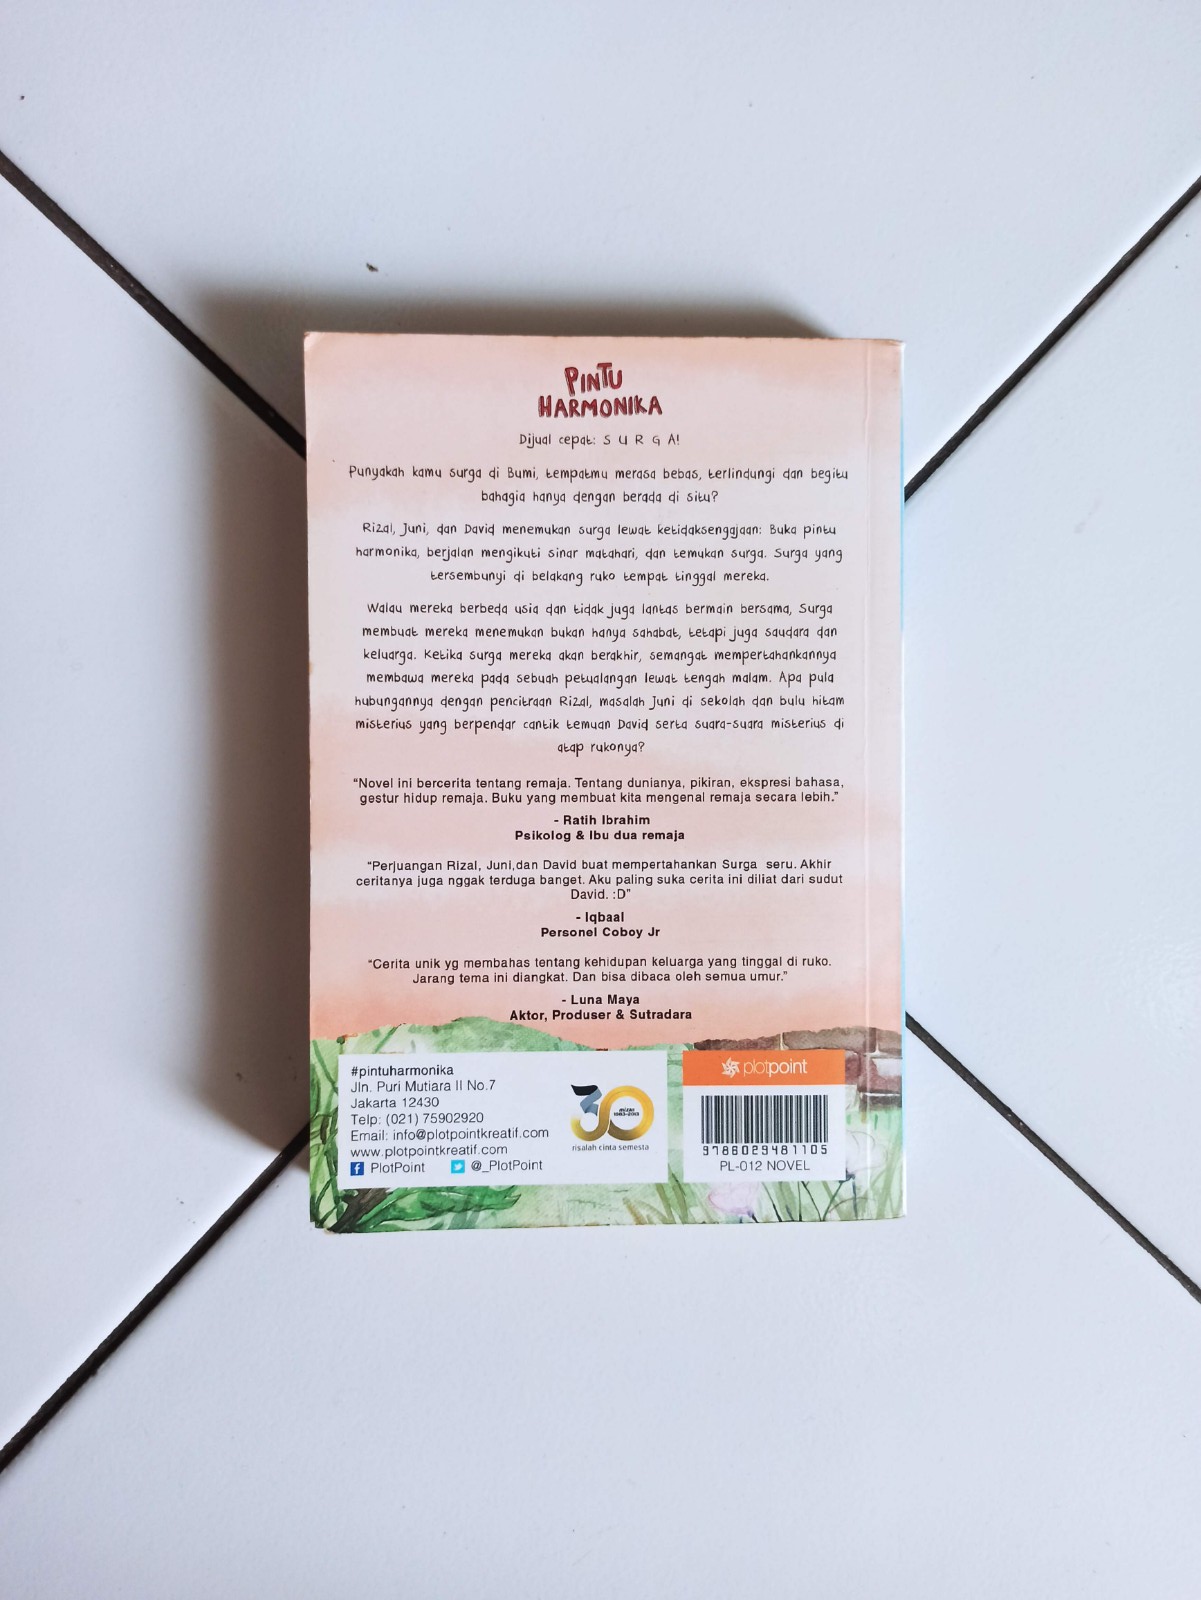 PINTU
HARMONIKA
Dijual cepat: S U R G A!
Punyakah kamu surga di Bumi, tempatmu merasa bebas, terlindungi dan begitu
bahagia hanya dengan berada di situ?
Rizal, Juni, dan David menemukan surga lewat ketidaksengajaan: Buka pintu
harmonika, berjalan mengikuti sinar matahari, dan temukan surga. Surga yang
tersembunyi di belakang ruko tempat tinggal mereka.
Walau mereka berbeda usia dan tidak juga lantas bermain bersama, Surga
membuat mereka menemukan bukan hanya sahabat, tetapi juga saudara dan
keluarga. Ketika surga mereka akan berakhir, semangat mempertahankannya
membawa mereka pada sebuah petualangan lewat tengah malam. Apa pula
hubungannya dengan pencitraan Rizal, masalah Juni di sekolah dan bulu hitam
misterius yang berpendar cantik temuan David serta suara-suara misterius di
atap rukonya?
“Novel ini bercerita tentang remaja. Tentang dunianya, pikiran, ekspresi bahasa,
gestur hidup remaja. Buku yang membuat kita mengenal remaja secara lebih.”
- Ratih Ibrahim
Psikolog & Ibu dua remaja
“Perjuangan Rizal, Juni,dan David buat mempertahankan Surga  seru. Akhir
ceritanya juga nggak terduga banget. Aku paling suka cerita ini diliat dari sudut
David. :D”
- Iqbaal
Personel Coboy Jr
“Cerita unik yg membahas tentang kehidupan keluarga yang tinggal di ruko.
Jarang tema ini diangkat. Dan bisa dibaca oleh semua umur.”
- Luna Maya
Aktor, Produser & Sutradara
#pintuharmonika
Jln. Puri Mutiara II No.7
Jakarta 12430
Telp: (021) 75902920
Email: info@plotpointkreatif.com
www.plotpointkreatif.com
PlotPoint
@_PlotPoint
30
mizan
1983-2013
risalah cinta semesta
plotpoint
9786029481105
PL-012 NOVEL